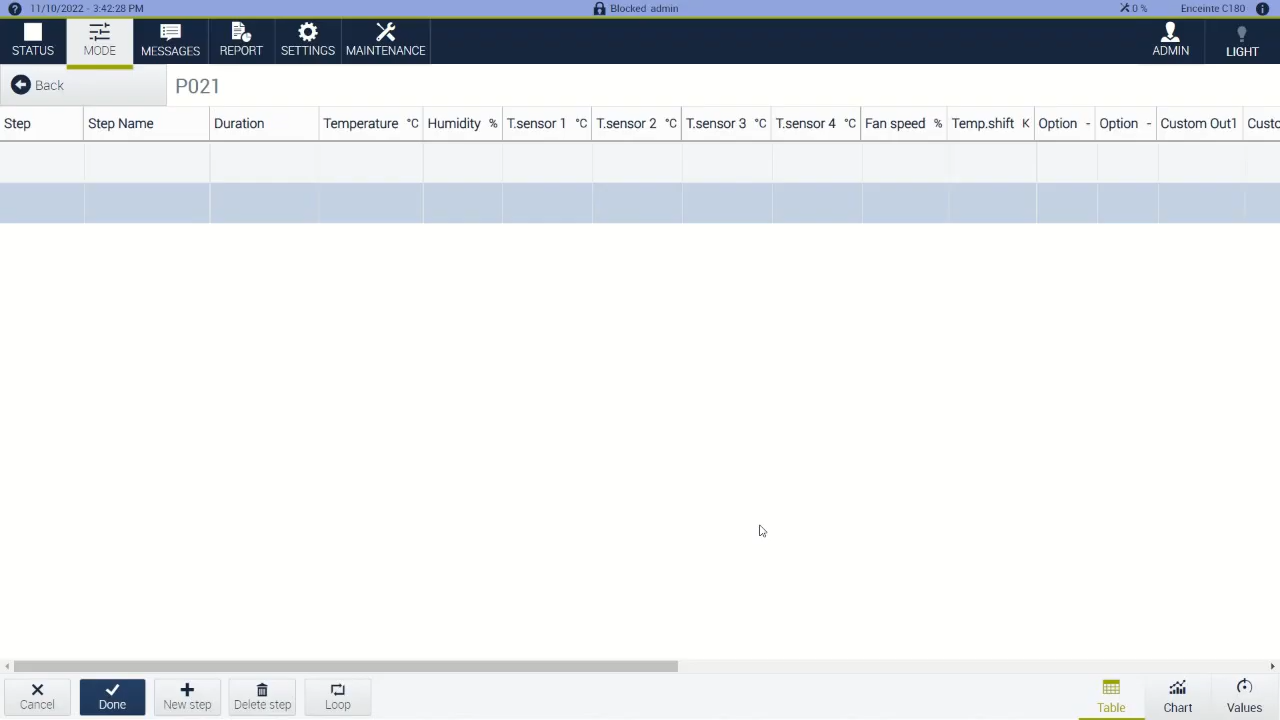 11/10/2022 - 3:42:28 PM Blocked admin 0 % Enceinte C180
STATUS MODE MESSAGES REPORT SETTINGS MAINTENANCE ADMIN LIGHT
Back P021
Step Step Name Duration Temperature °C Humidity % T.sensor 1 °C T.sensor 2 °C T.sensor 3 °C T.sensor 4 °C Fan speed % Temp.shift K Option - Option - Custom Out1 Custo
Cancel Done New step Delete step Loop Table Chart Values